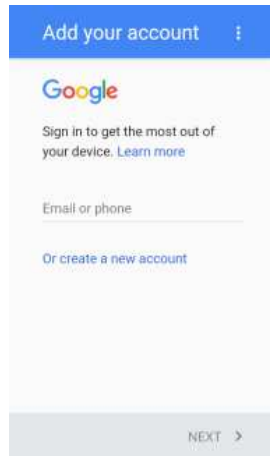 Add your account
Google
Sign in to get the most out of
your device. Learn more
Email or phone
Or create a new account
NEXT